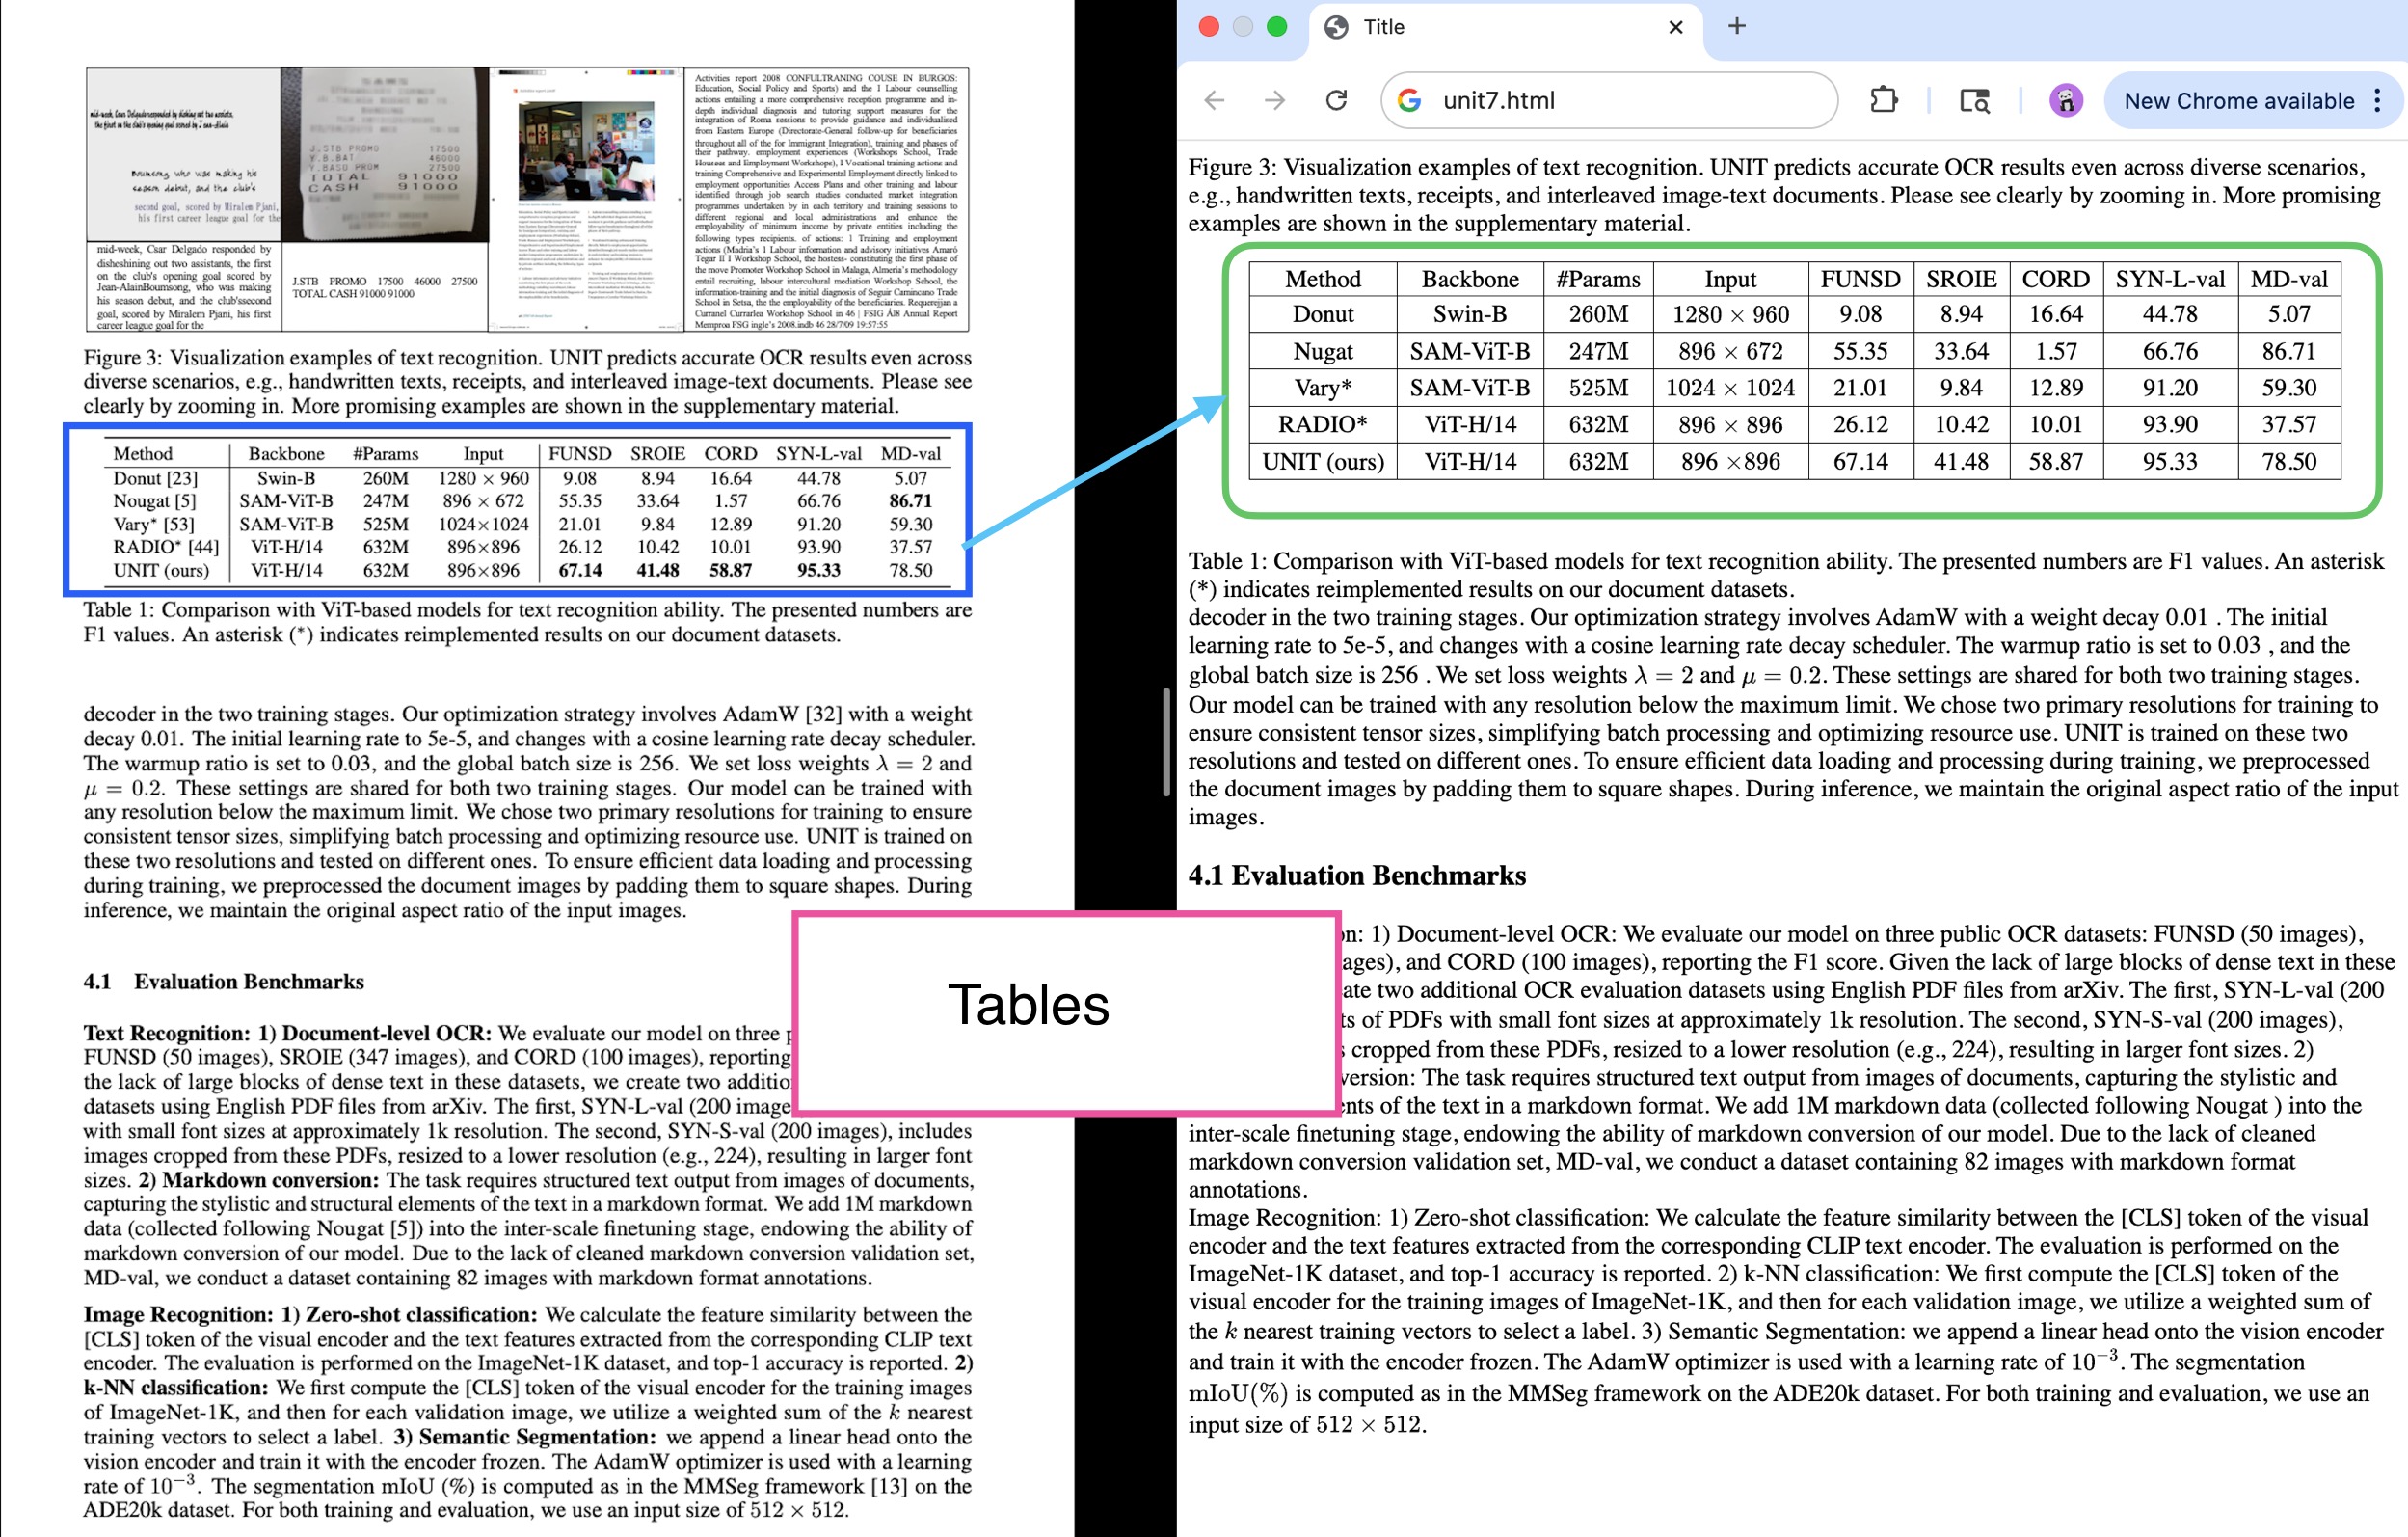 mid-week, Csar Delgado responded by dishing out two assists,
the first on the club's opening goal scored by Jean-Alain
Boumsong, who was making his
season debut, and the club's
second goal, scored by Miralem Pjani,
his first career league goal for the
J.STB PROMO 17500
Y.B.BAT 46000
Y.BASO PROM 27500
TOTAL 91000
CASH 91000
mid-week, Csar Delgado responded by
disheshining out two assistants, the first
on the club's opening goal scored by
Jean-AlainBoumsong, who was making
his season debut, and the club'ssecond
goal, scored by Miralem Pjani, his first
career league goal for the
J.STB PROMO 17500 46000 27500
TOTAL CASH 91000 91000
Activities report 2008 CONFULTRANING COUSE IN BURGOS:
Education, Social Policy and Sports) and the I Labour counselling
actions entailing a more comprehensive reception programme and in-
depth individual diagnosis and tutoring support measures for the
integration of Roma sessions to provide guidance and individualised
from Eastern Europe (Directorate-General follow-up for beneficiaries
throughout all of the for Immigrant Integration), training and phases of
their pathway. employment experiences (Workshops School, Trade
Houseas and Employment Workshops), I Vocational training actions and
training Comprehensive and Experimental Employment directly linked to
employment opportunities Access Plans and other training and labour
identified through job search studies conducted market integration
programmes undertaken by in each territory and training sessions to
different regional and local administrations and enhance the
employability of minimum income by private entities including the
following types recipients. of actions: 1 Training and employment
actions (Madria's 1 Labour information and advisory initiatives Amaró
Tegar II I Workshop School, the hostess- constituting the first phase of
the move Promoter Workshop School in Malaga, Almeria's methodology
entail recruiting, labour intercultural mediation Workshop School, the
information-training and the initial diagnosis of Seguir Camincano Trade
School in Setsa, the the employability of the beneficiaries. Requerejjan a
Curranel Currarlea Workshop School in 46 | FSIG Á18 Annual Report
Memproa FSG ingle's 2008.indb 46 28/7/09 19:57:55
Figure 3: Visualization examples of text recognition. UNIT predicts accurate OCR results even across
diverse scenarios, e.g., handwritten texts, receipts, and interleaved image-text documents. Please see
clearly by zooming in. More promising examples are shown in the supplementary material.
Method Backbone #Params Input FUNSD SROIE CORD SYN-L-val MD-val
Donut [23] Swin-B 260M 1280 × 960 9.08 8.94 16.64 44.78 5.07
Nougat [5] SAM-ViT-B 247M 896 × 672 55.35 33.64 1.57 66.76 86.71
Vary* [53] SAM-ViT-B 525M 1024×1024 21.01 9.84 12.89 91.20 59.30
RADIO* [44] ViT-H/14 632M 896×896 26.12 10.42 10.01 93.90 37.57
UNIT (ours) ViT-H/14 632M 896×896 67.14 41.48 58.87 95.33 78.50
Table 1: Comparison with ViT-based models for text recognition ability. The presented numbers are
F1 values. An asterisk (*) indicates reimplemented results on our document datasets.
decoder in the two training stages. Our optimization strategy involves AdamW [32] with a weight
decay 0.01. The initial learning rate to 5e-5, and changes with a cosine learning rate decay scheduler.
The warmup ratio is set to 0.03, and the global batch size is 256. We set loss weights λ = 2 and
μ = 0.2. These settings are shared for both two training stages. Our model can be trained with
any resolution below the maximum limit. We chose two primary resolutions for training to ensure
consistent tensor sizes, simplifying batch processing and optimizing resource use. UNIT is trained on
these two resolutions and tested on different ones. To ensure efficient data loading and processing
during training, we preprocessed the document images by padding them to square shapes. During
inference, we maintain the original aspect ratio of the input images.
4.1 Evaluation Benchmarks
Text Recognition: 1) Document-level OCR: We evaluate our model on three p
FUNSD (50 images), SROIE (347 images), and CORD (100 images), reporting
the lack of large blocks of dense text in these datasets, we create two additio
datasets using English PDF files from arXiv. The first, SYN-L-val (200 image
with small font sizes at approximately 1k resolution. The second, SYN-S-val (200 images), includes
images cropped from these PDFs, resized to a lower resolution (e.g., 224), resulting in larger font
sizes. 2) Markdown conversion: The task requires structured text output from images of documents,
capturing the stylistic and structural elements of the text in a markdown format. We add 1M markdown
data (collected following Nougat [5]) into the inter-scale finetuning stage, endowing the ability of
markdown conversion of our model. Due to the lack of cleaned markdown conversion validation set,
MD-val, we conduct a dataset containing 82 images with markdown format annotations.
Image Recognition: 1) Zero-shot classification: We calculate the feature similarity between the
[CLS] token of the visual encoder and the text features extracted from the corresponding CLIP text
encoder. The evaluation is performed on the ImageNet-1K dataset, and top-1 accuracy is reported. 2)
k-NN classification: We first compute the [CLS] token of the visual encoder for the training images
of ImageNet-1K, and then for each validation image, we utilize a weighted sum of the k nearest
training vectors to select a label. 3) Semantic Segmentation: we append a linear head onto the
vision encoder and train it with the encoder frozen. The AdamW optimizer is used with a learning
rate of 10⁻³. The segmentation mIoU (%) is computed as in the MMSeg framework [13] on the
ADE20k dataset. For both training and evaluation, we use an input size of 512 × 512.
Tables
Title
unit7.html
New Chrome available
Figure 3: Visualization examples of text recognition. UNIT predicts accurate OCR results even across diverse scenarios,
e.g., handwritten texts, receipts, and interleaved image-text documents. Please see clearly by zooming in. More promising
examples are shown in the supplementary material.
Method Backbone #Params Input FUNSD SROIE CORD SYN-L-val MD-val
Donut Swin-B 260M 1280 × 960 9.08 8.94 16.64 44.78 5.07
Nugat SAM-ViT-B 247M 896 × 672 55.35 33.64 1.57 66.76 86.71
Vary* SAM-ViT-B 525M 1024 × 1024 21.01 9.84 12.89 91.20 59.30
RADIO* ViT-H/14 632M 896 × 896 26.12 10.42 10.01 93.90 37.57
UNIT (ours) ViT-H/14 632M 896 ×896 67.14 41.48 58.87 95.33 78.50
Table 1: Comparison with ViT-based models for text recognition ability. The presented numbers are F1 values. An asterisk
(*) indicates reimplemented results on our document datasets.
decoder in the two training stages. Our optimization strategy involves AdamW with a weight decay 0.01 . The initial
learning rate to 5e-5, and changes with a cosine learning rate decay scheduler. The warmup ratio is set to 0.03 , and the
global batch size is 256 . We set loss weights λ = 2 and μ = 0.2. These settings are shared for both two training stages.
Our model can be trained with any resolution below the maximum limit. We chose two primary resolutions for training to
ensure consistent tensor sizes, simplifying batch processing and optimizing resource use. UNIT is trained on these two
resolutions and tested on different ones. To ensure efficient data loading and processing during training, we preprocessed
the document images by padding them to square shapes. During inference, we maintain the original aspect ratio of the input
images.
4.1 Evaluation Benchmarks
on: 1) Document-level OCR: We evaluate our model on three public OCR datasets: FUNSD (50 images),
ages), and CORD (100 images), reporting the F1 score. Given the lack of large blocks of dense text in these
ate two additional OCR evaluation datasets using English PDF files from arXiv. The first, SYN-L-val (200
ts of PDFs with small font sizes at approximately 1k resolution. The second, SYN-S-val (200 images),
s cropped from these PDFs, resized to a lower resolution (e.g., 224), resulting in larger font sizes. 2)
version: The task requires structured text output from images of documents, capturing the stylistic and
nts of the text in a markdown format. We add 1M markdown data (collected following Nougat ) into the
inter-scale finetuning stage, endowing the ability of markdown conversion of our model. Due to the lack of cleaned
markdown conversion validation set, MD-val, we conduct a dataset containing 82 images with markdown format
annotations.
Image Recognition: 1) Zero-shot classification: We calculate the feature similarity between the [CLS] token of the visual
encoder and the text features extracted from the corresponding CLIP text encoder. The evaluation is performed on the
ImageNet-1K dataset, and top-1 accuracy is reported. 2) k-NN classification: We first compute the [CLS] token of the
visual encoder for the training images of ImageNet-1K, and then for each validation image, we utilize a weighted sum of
the k nearest training vectors to select a label. 3) Semantic Segmentation: we append a linear head onto the vision encoder
and train it with the encoder frozen. The AdamW optimizer is used with a learning rate of 10⁻³. The segmentation
mIoU(%) is computed as in the MMSeg framework on the ADE20k dataset. For both training and evaluation, we use an
input size of 512 × 512.